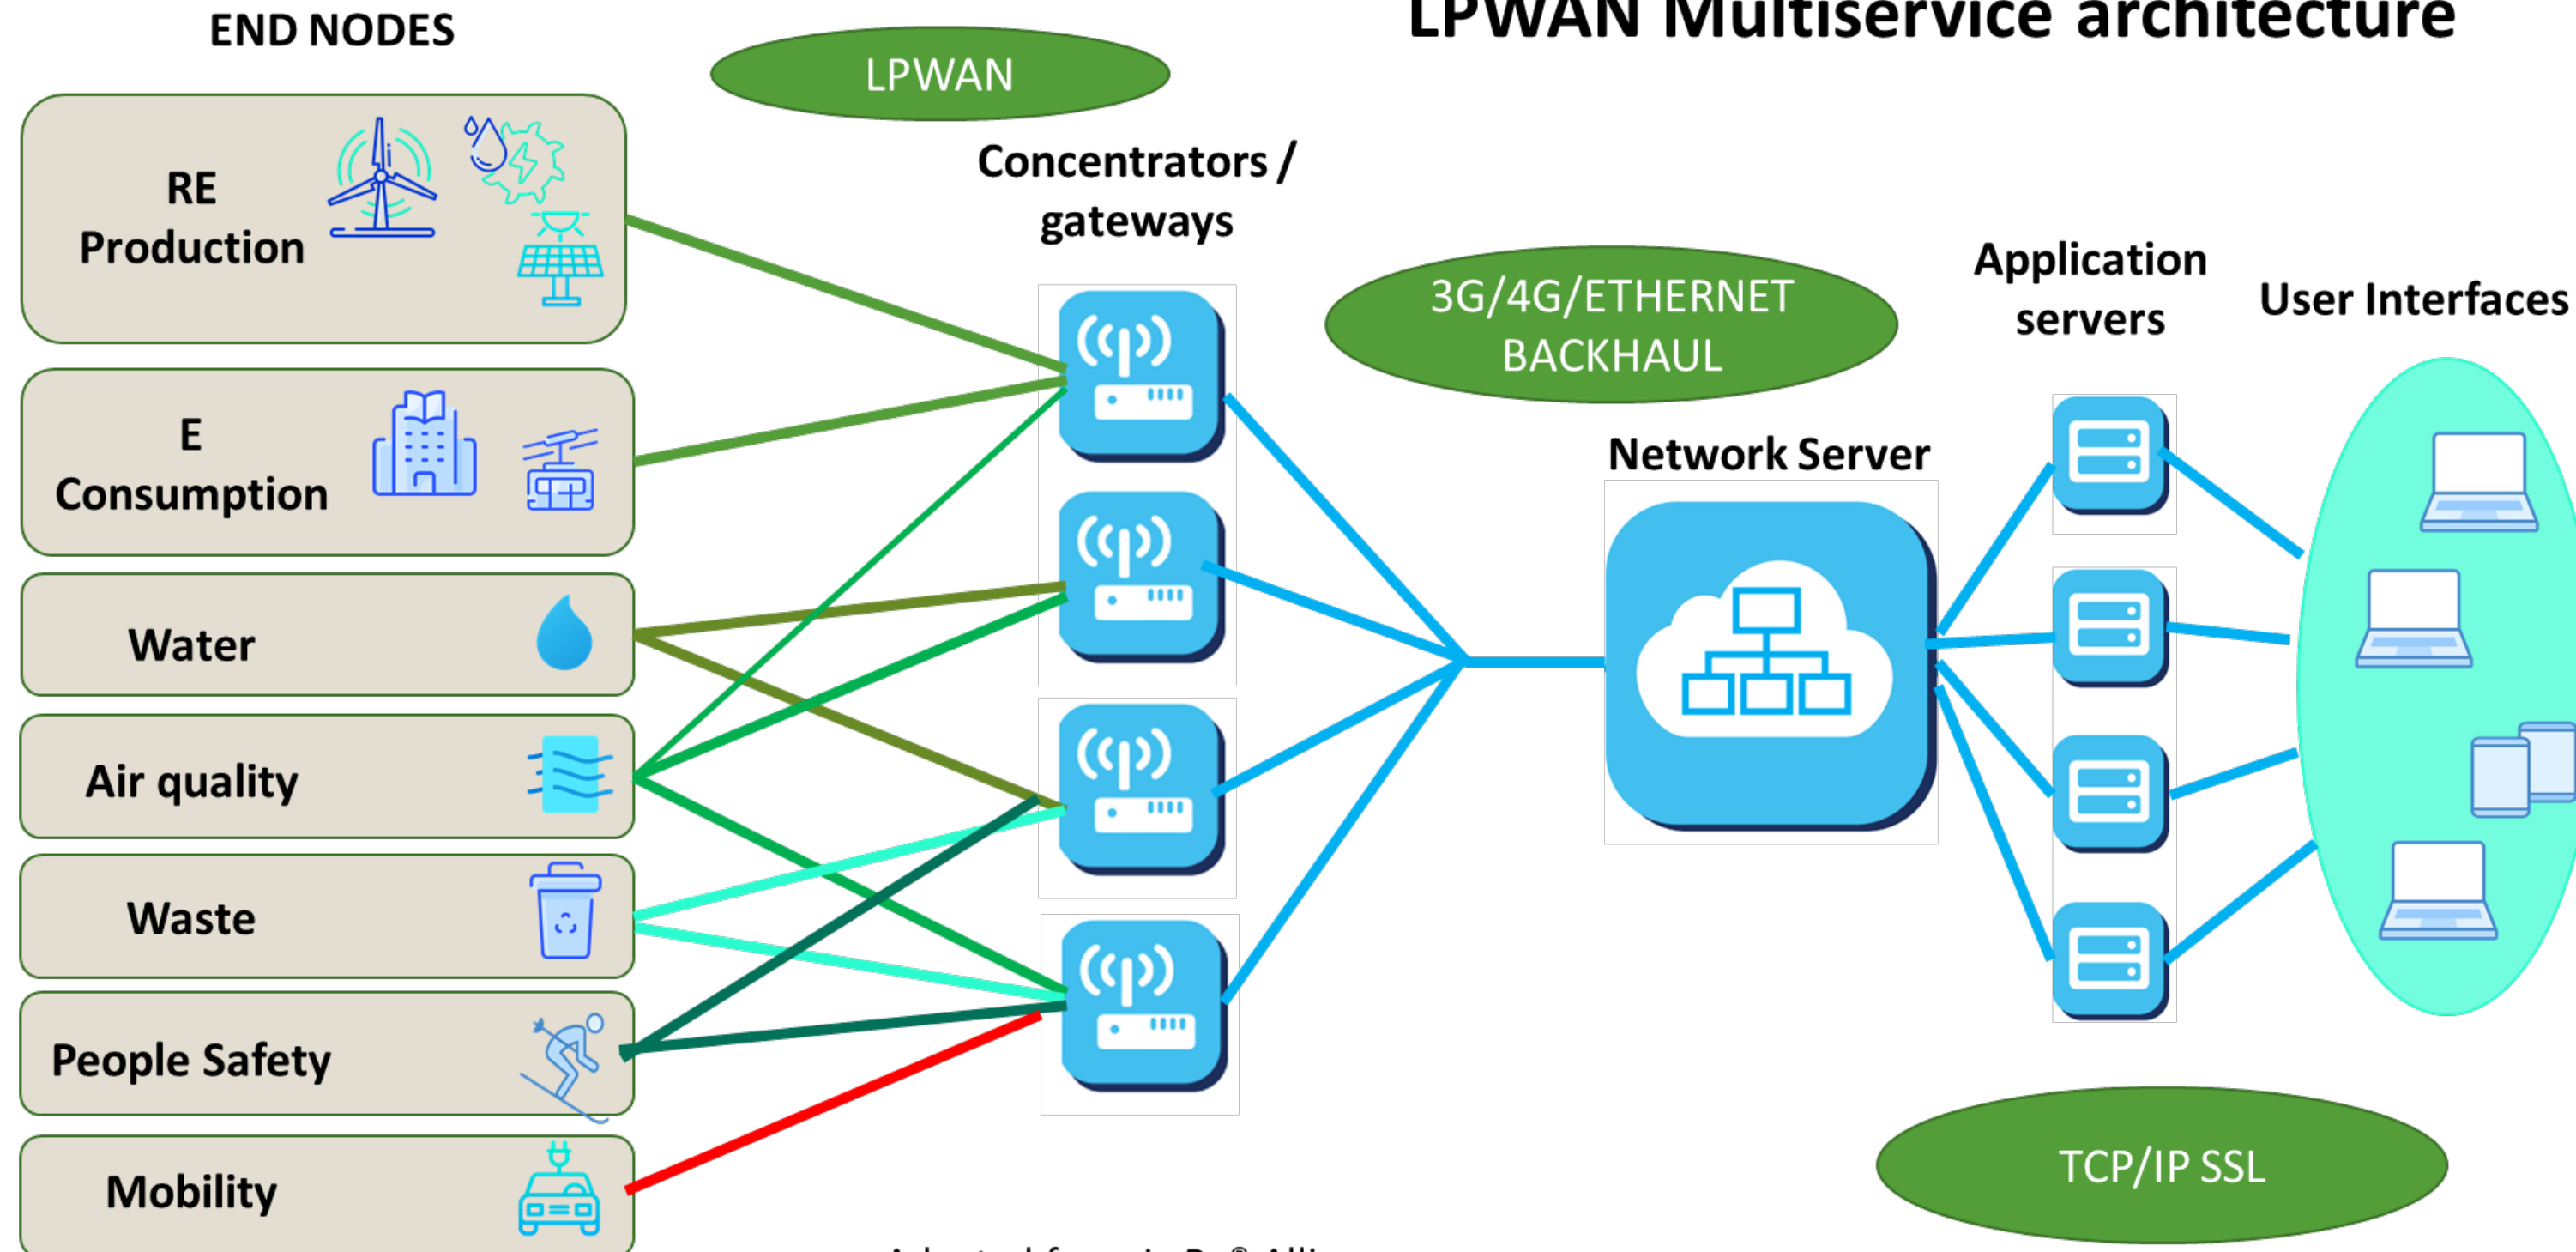 LPWAN Multiservice architecture
END NODES
LPWAN
RE
Production
E
Consumption
Water
Air quality
Waste
People Safety
Mobility
Concentrators /
gateways
3G/4G/ETHERNET
BACKHAUL
Network Server
Application
servers
User Interfaces
TCP/IP SSL